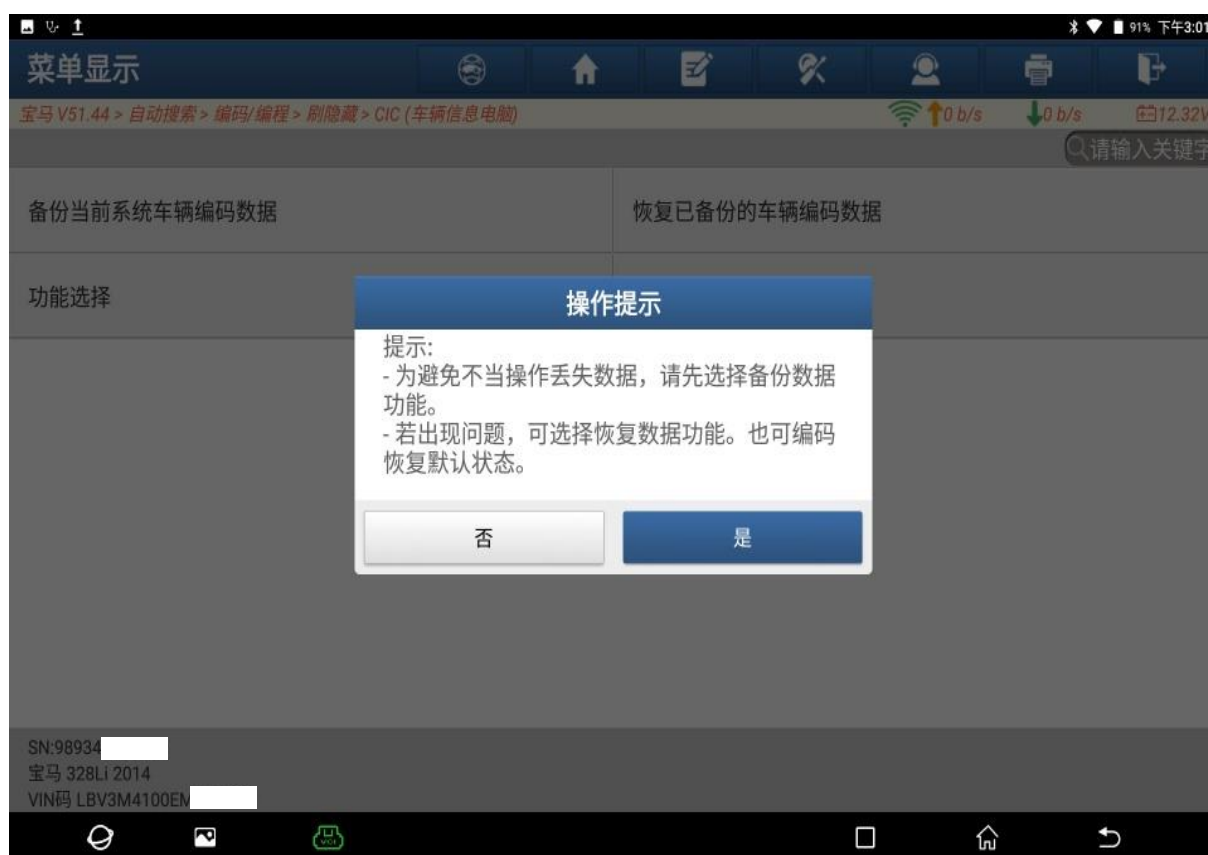 91% 下午3:01
菜单显示
宝马 V51.44 > 自动搜索 > 编码/编程 > 刷隐藏 > CIC (车辆信息电脑)
0 b/s
0 b/s
12.32V
请输入关键字
备份当前系统车辆编码数据
恢复已备份的车辆编码数据
功能选择
操作提示
提示:
- 为避免不当操作丢失数据，请先选择备份数据
功能。
- 若出现问题，可选择恢复数据功能。也可编码
恢复默认状态。
否
是
SN:98934
宝马 328Li 2014
VIN码 LBV3M4100EM
VCI